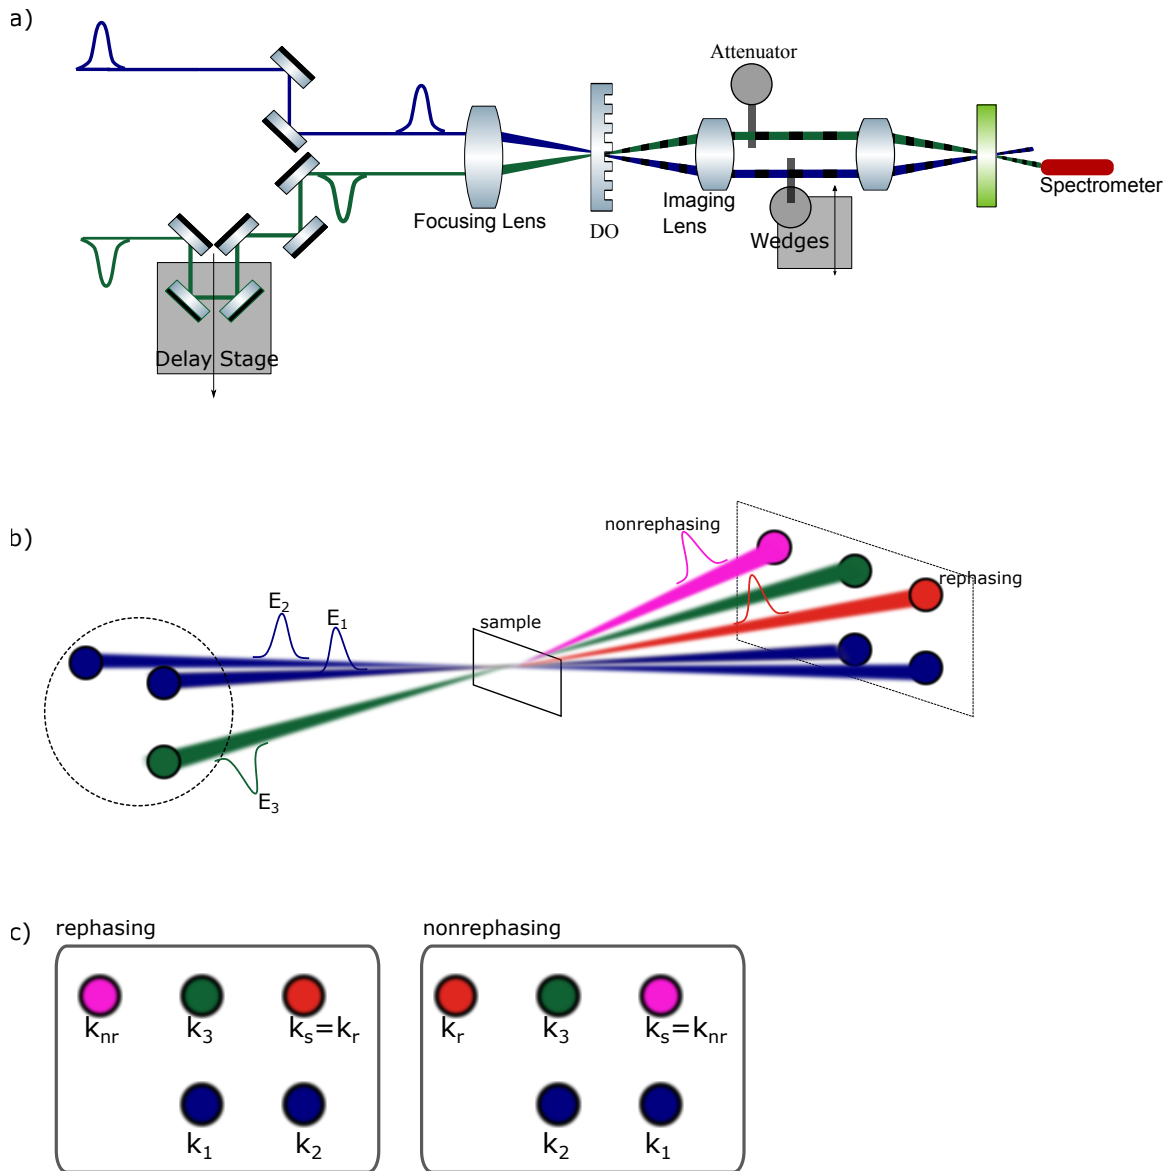 a)
Attenuator
Focusing Lens
DO
Imaging
Lens
Wedges
Spectrometer
Delay Stage
b)
nonrephasing
rephasing
E2
E1
sample
E3
c)
rephasing
nonrephasing
knr
k3
ks=kr
kr
k3
ks=knr
k1
k2
k2
k1